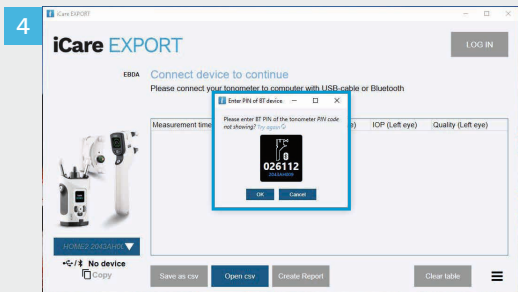 4
iCare EXPORT
iCare EXPORT
LOG IN
EBDA
Connect device to continue
Please connect your tonometer to computer with USB-cable or Bluetooth
Enter PIN of BT device
Please enter BT PIN of the tonometer PIN code
not showing? Try again
026112
2043AH005
OK
Cancel
Measurement time
IOP (Left eye)
Quality (Left eye)
HOME2
No device
Copy
Save as csv
Open csv
Create Report
Clear table